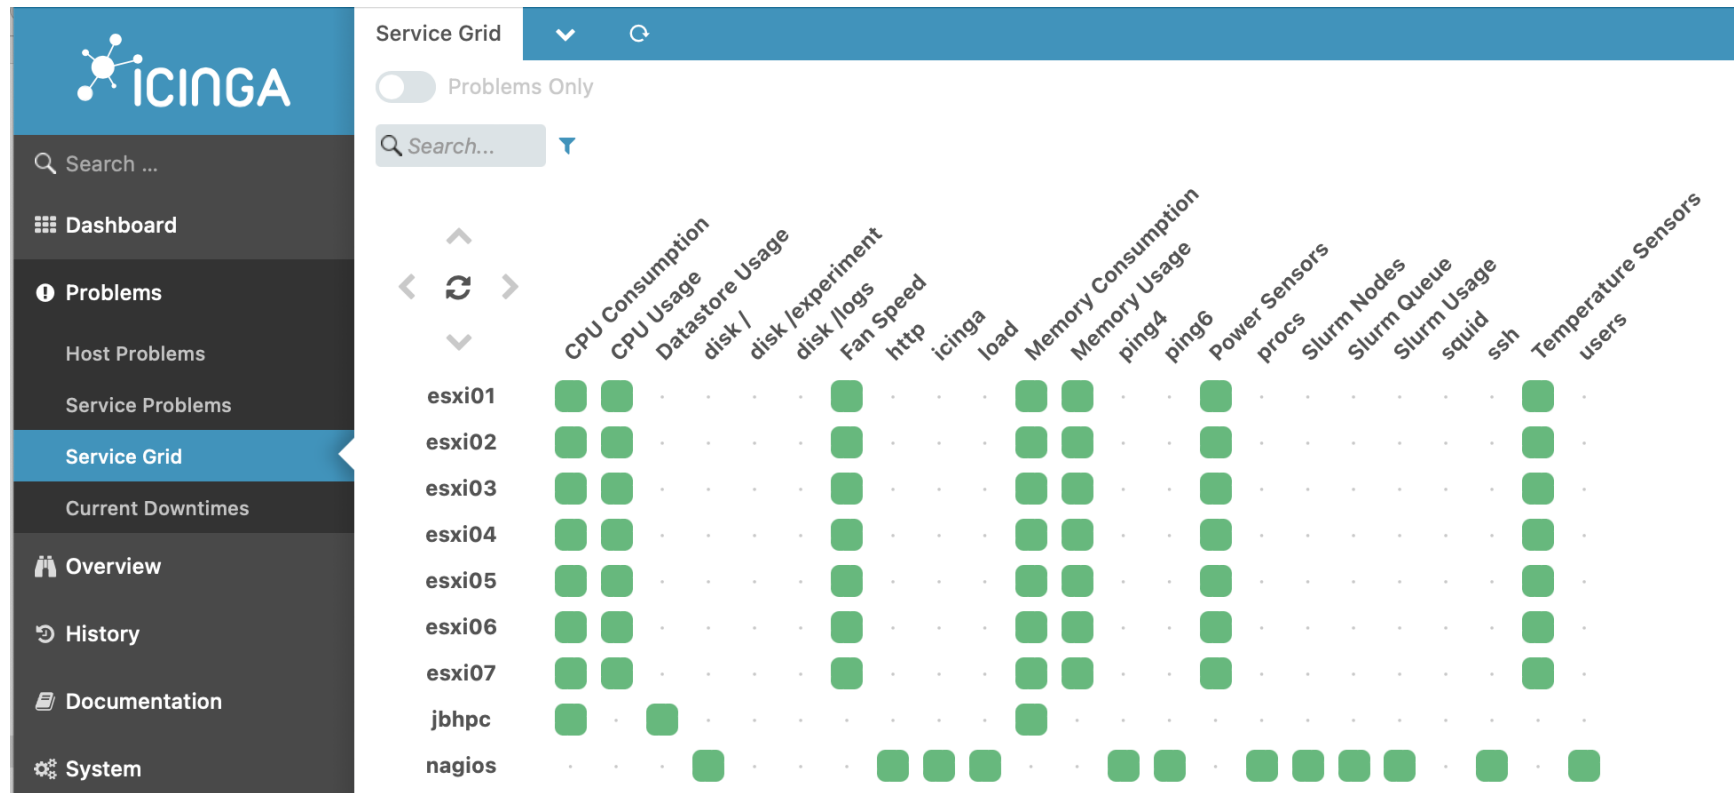 ICINGA
Search ...
Dashboard
Problems
Host Problems
Service Problems
Service Grid
Current Downtimes
Overview
History
Documentation
System
Service Grid
Problems Only
Search...
CPU Consumption
CPU Usage
Datastore Usage
disk /
disk /experiment
disk /logs
Fan Speed
http
icinga
load
Memory Consumption
Memory Usage
ping4
ping6
Power Sensors
procs
Slurm Nodes
Slurm Queue
Slurm Usage
squid
ssh
Temperature Sensors
users
esxi01
esxi02
esxi03
esxi04
esxi05
esxi06
esxi07
jbhpc
nagios